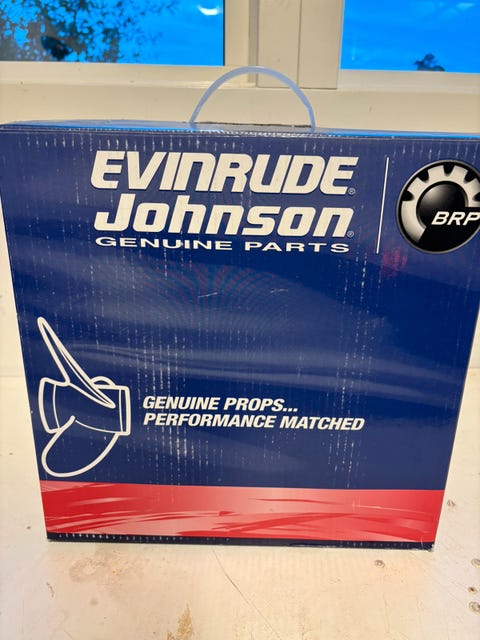 EVINRUDE®
Johnson®
GENUINE PARTS
BRP
GENUINE PROPS...
PERFORMANCE MATCHED